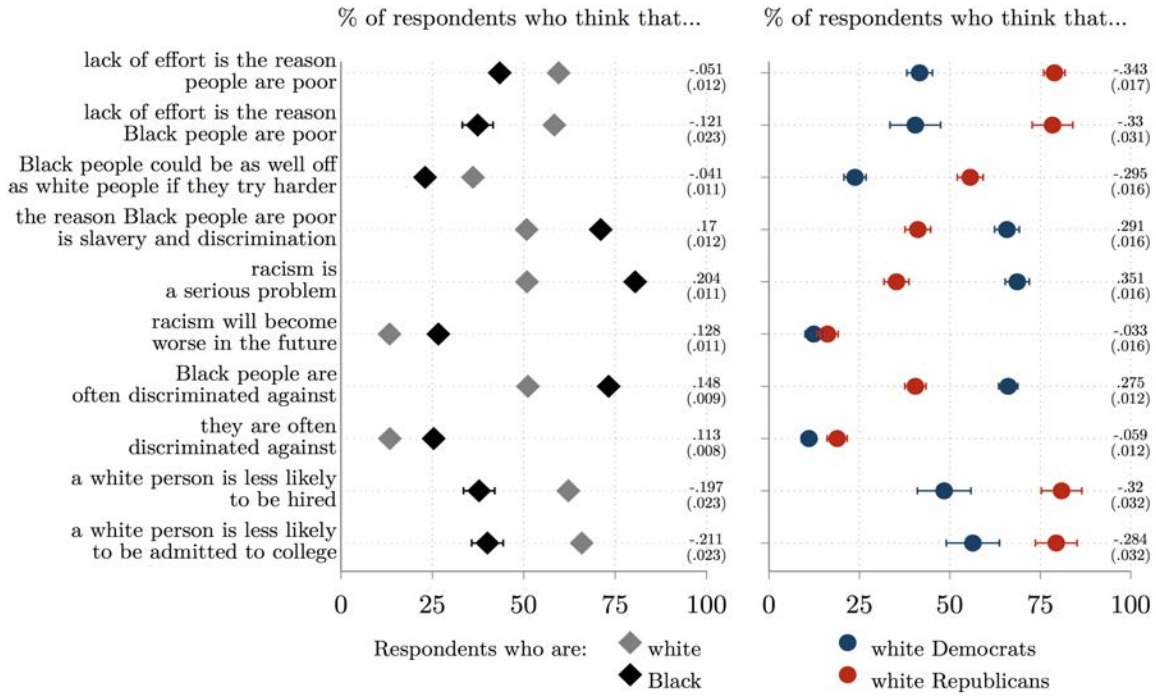 % of respondents who think that...
% of respondents who think that...
lack of effort is the reason
people are poor
-.051
(.012)
-.343
(.017)
lack of effort is the reason
Black people are poor
-.121
(.023)
-.33
(.031)
Black people could be as well off
as white people if they try harder
-.041
(.011)
-.295
(.016)
the reason Black people are poor
is slavery and discrimination
.17
(.012)
.291
(.016)
racism is
a serious problem
.204
(.011)
.351
(.016)
racism will become
worse in the future
.128
(.011)
-.033
(.016)
Black people are
often discriminated against
.148
(.009)
.275
(.012)
they are often
discriminated against
.113
(.008)
-.059
(.012)
a white person is less likely
to be hired
-.197
(.023)
-.32
(.032)
a white person is less likely
to be admitted to college
-.211
(.023)
-.284
(.032)
0 25 50 75 100
0 25 50 75 100
Respondents who are:
white
Black
white Democrats
white Republicans